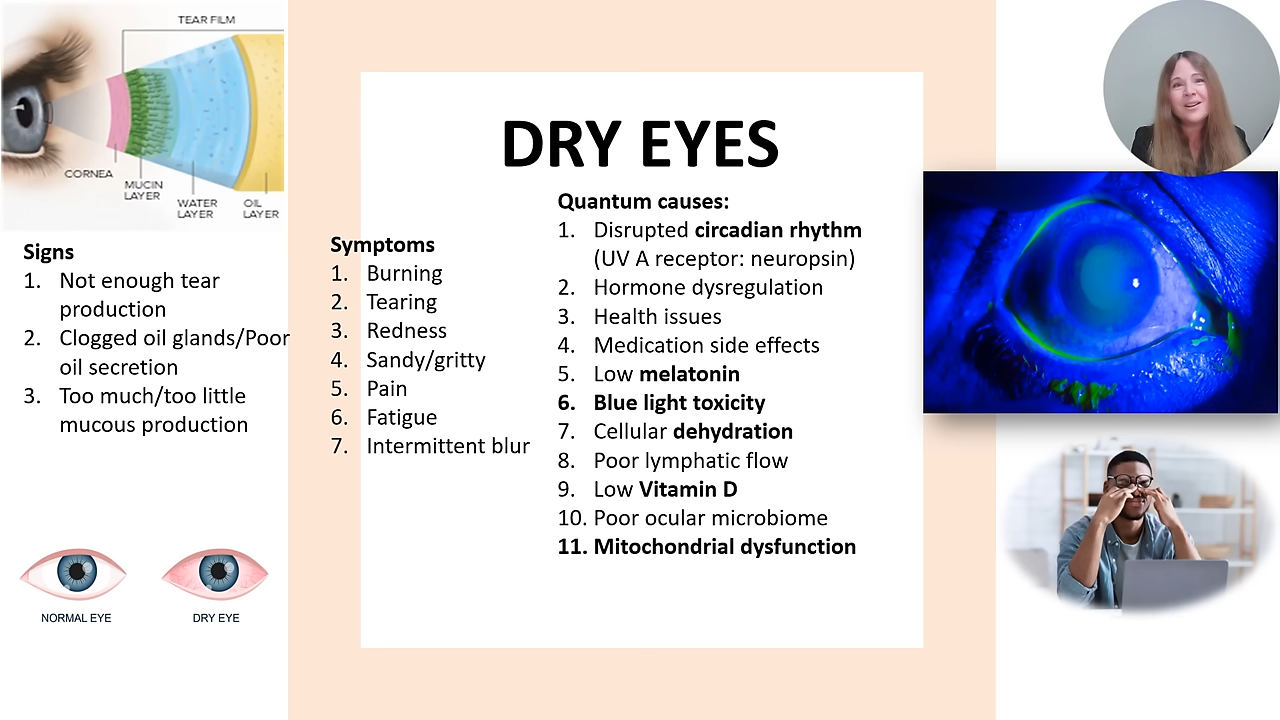 TEAR FILM
CORNEA
MUCIN
LAYER
WATER
LAYER
OIL
LAYER
Signs
1. Not enough tear
production
2. Clogged oil glands/Poor
oil secretion
3. Too much/too little
mucous production
NORMAL EYE
DRY EYE
DRY EYES
Symptoms
1. Burning
2. Tearing
3. Redness
4. Sandy/gritty
5. Pain
6. Fatigue
7. Intermittent blur
Quantum causes:
1. Disrupted circadian rhythm
(UV A receptor: neuropsin)
2. Hormone dysregulation
3. Health issues
4. Medication side effects
5. Low melatonin
6. Blue light toxicity
7. Cellular dehydration
8. Poor lymphatic flow
9. Low Vitamin D
10. Poor ocular microbiome
11. Mitochondrial dysfunction